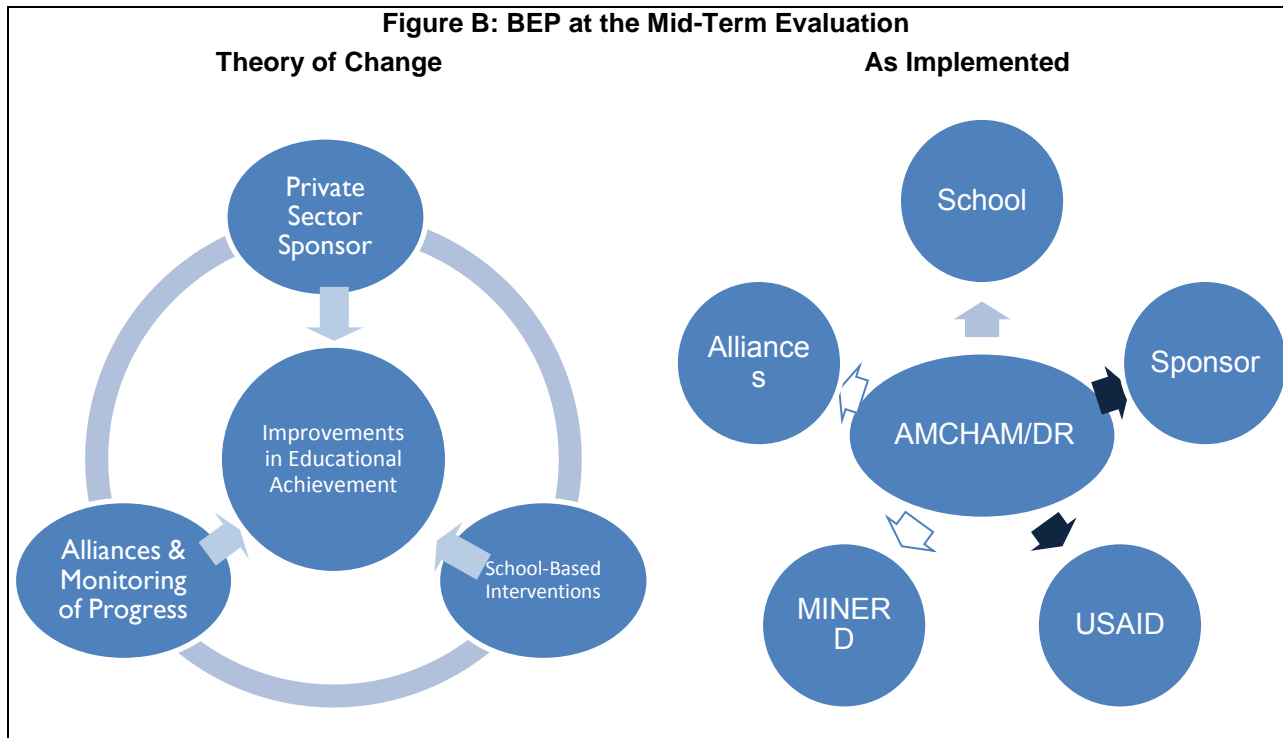 Figure B: BEP at the Mid-Term Evaluation
Theory of Change
As Implemented
Private
Sector
Sponsor
Improvements
in Educational
Achievement
Alliances &
Monitoring
of Progress
School-Based
Interventions
School
Alliance
s
Sponsor
AMCHAM/DR
MINER
D
USAID